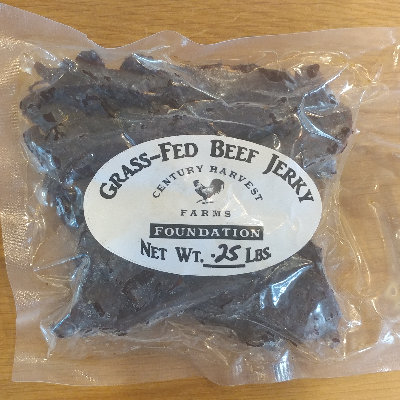 GRASS-FED BEEF JERKY
CENTURY HARVEST
FARMS
FOUNDATION
NET WT. .25 LBS.